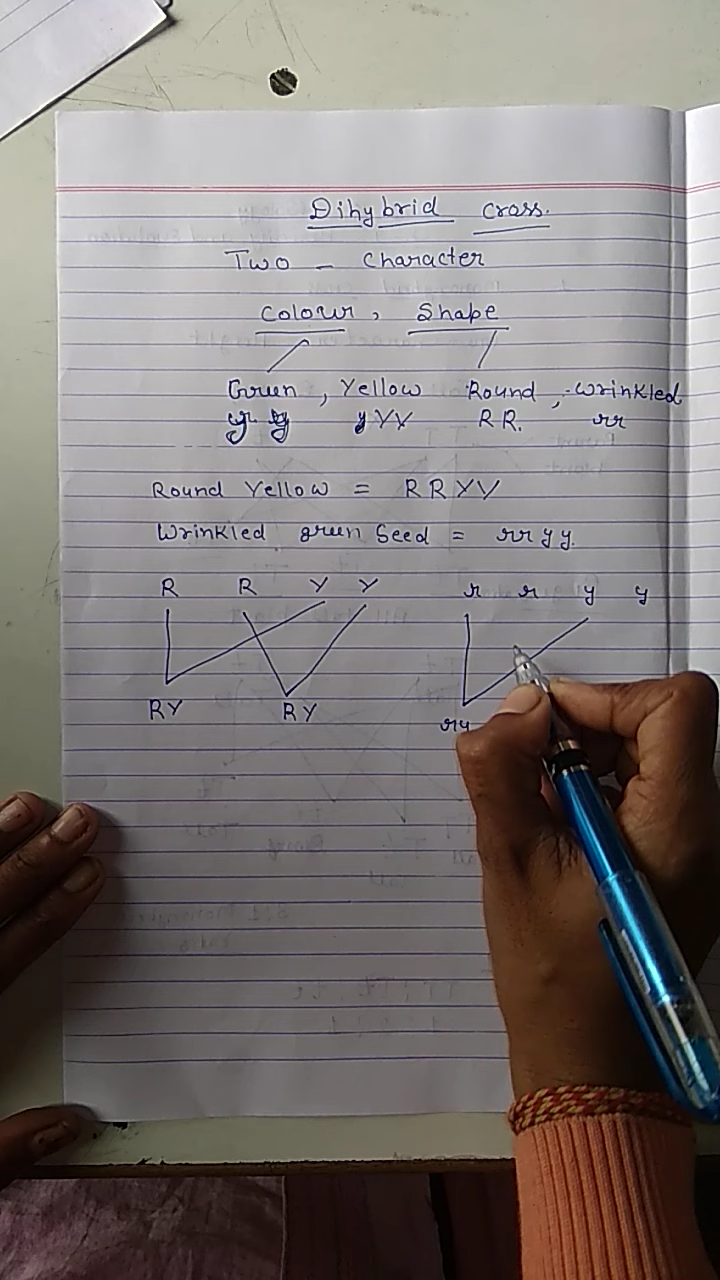 Dihybrid Cross.
Two - Character
Colour, Shape
Green, Yellow Round, Wrinkled
yy YY RR. rr
Round Yellow = RRYY
Wrinkled green Seed = rryy.
R R Y Y r r y y
RY RY ry